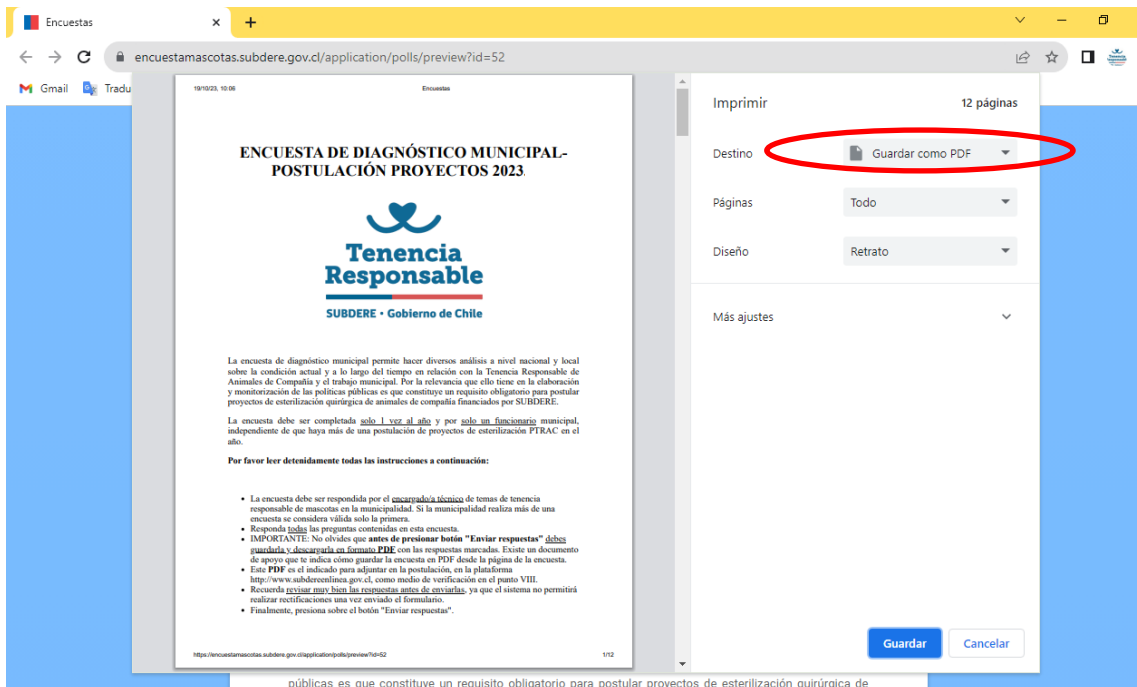 Encuestas
encuestamascotas.subdere.gov.cl/application/polls/preview?id=52
Gmail Tradu
19/10/23, 10:06 Encuestas
ENCUESTA DE DIAGNÓSTICO MUNICIPAL-
POSTULACIÓN PROYECTOS 2023.
Tenencia
Responsable
SUBDERE · Gobierno de Chile
La encuesta de diagnóstico municipal permite hacer diversos análisis a nivel nacional y local
sobre la condición actual y a lo largo del tiempo en relación con la Tenencia Responsable de
Animales de Compañía y el trabajo municipal. Por la relevancia que ello tiene en la elaboración
y monitorización de las políticas públicas es que constituye un requisito obligatorio para postular
proyectos de esterilización quirúrgica de animales de compañía financiados por SUBDERE.
La encuesta debe ser completada solo 1 vez al año y por solo un funcionario municipal,
independiente de que haya más de una postulación de proyectos de esterilización PTRAC en el
año.
Por favor leer detenidamente todas las instrucciones a continuación:
• La encuesta debe ser respondida por el encargado/a técnico de temas de tenencia
responsable de mascotas en la municipalidad. Si la municipalidad realiza más de una
encuesta se considera válida solo la primera.
• Responda todas las preguntas contenidas en esta encuesta.
• IMPORTANTE: No olvides que antes de presionar botón "Enviar respuestas" debes
guardarla y descargarla en formato PDF con las respuestas marcadas. Existe un documento
de apoyo que te indica cómo guardar la encuesta en PDF desde la página de la encuesta.
• Este PDF es el indicado para adjuntar en la postulación, en la plataforma
http://www.subdereenlinea.gov.cl, como medio de verificación en el punto VIII.
• Recuerda revisar muy bien las respuestas antes de enviarlas, ya que el sistema no permitirá
realizar rectificaciones una vez enviado el formulario.
• Finalmente, presiona sobre el botón "Enviar respuestas".
https://encuestamascotas.subdere.gov.cl/application/polls/preview?id=52 1/12
Imprimir 12 páginas
Destino Guardar como PDF
Páginas Todo
Diseño Retrato
Más ajustes
Guardar Cancelar
públicas es que constituye un requisito obligatorio para postular proyectos de esterilización quirúrgica de